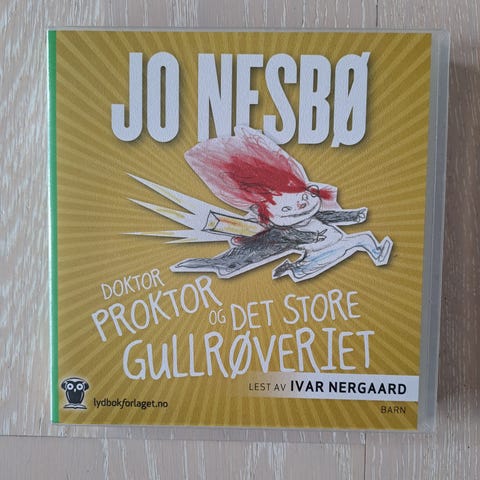 JO NESBØ
DOKTOR
PROKTOR
OG DET STORE
GULLRØVERIET
LEST AV IVAR NERGAARD
lydbokforlaget.no
BARN